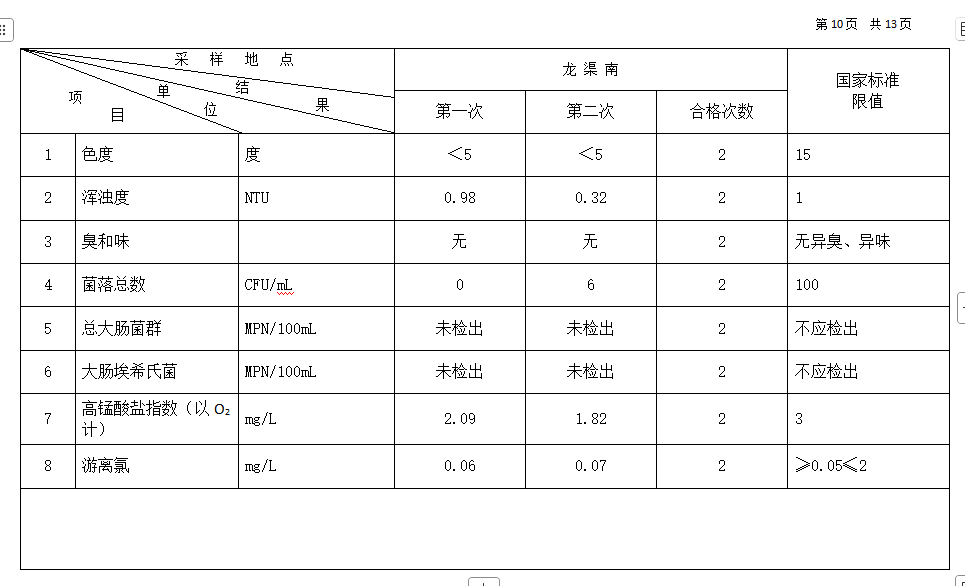 第10页 共13页
采 样 地 点
单 结
项 位 果
目
龙 渠 南
国家标准
限值
第一次 第二次 合格次数
1 色度 度 <5 <5 2 15
2 浑浊度 NTU 0.98 0.32 2 1
3 臭和味 无 无 2 无异臭、异味
4 菌落总数 CFU/mL 0 6 2 100
5 总大肠菌群 MPN/100mL 未检出 未检出 2 不应检出
6 大肠埃希氏菌 MPN/100mL 未检出 未检出 2 不应检出
7 高锰酸盐指数（以 O₂
计） mg/L 2.09 1.82 2 3
8 游离氯 mg/L 0.06 0.07 2 ≥0.05≤2